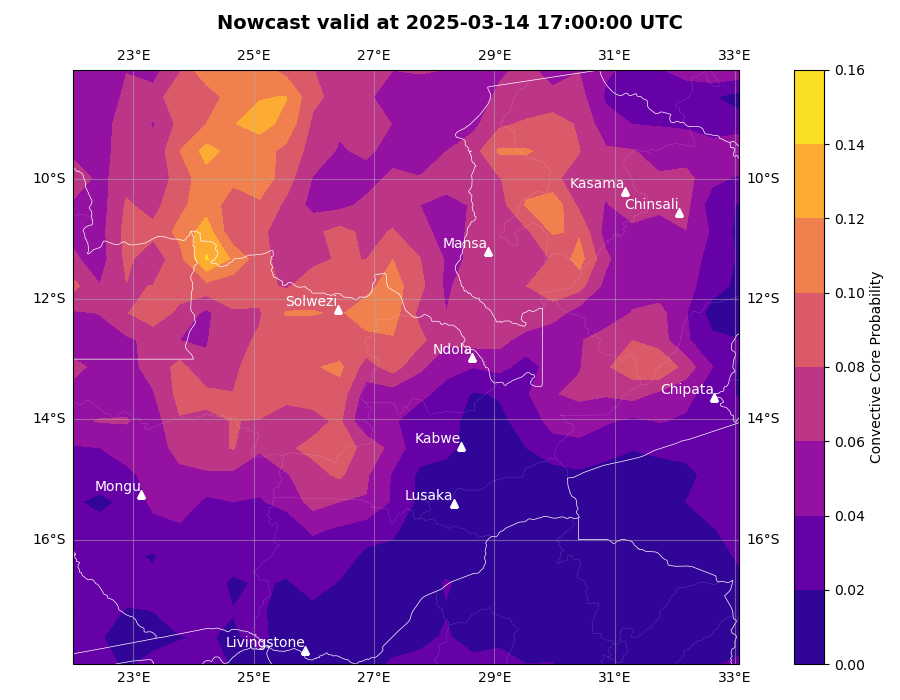 Nowcast valid at 2025-03-14 17:00:00 UTC
23°E 25°E 27°E 29°E 31°E 33°E
0.16
0.14
0.12
0.10
0.08
0.06
0.04
0.02
0.00
Convective Core Probability
10°S 10°S
12°S 12°S
14°S 14°S
16°S 16°S
Kasama
Chinsali
Mansa
Solwezi
Ndola
Chipata
Kabwe
Mongu
Lusaka
Livingstone
23°E 25°E 27°E 29°E 31°E 33°E